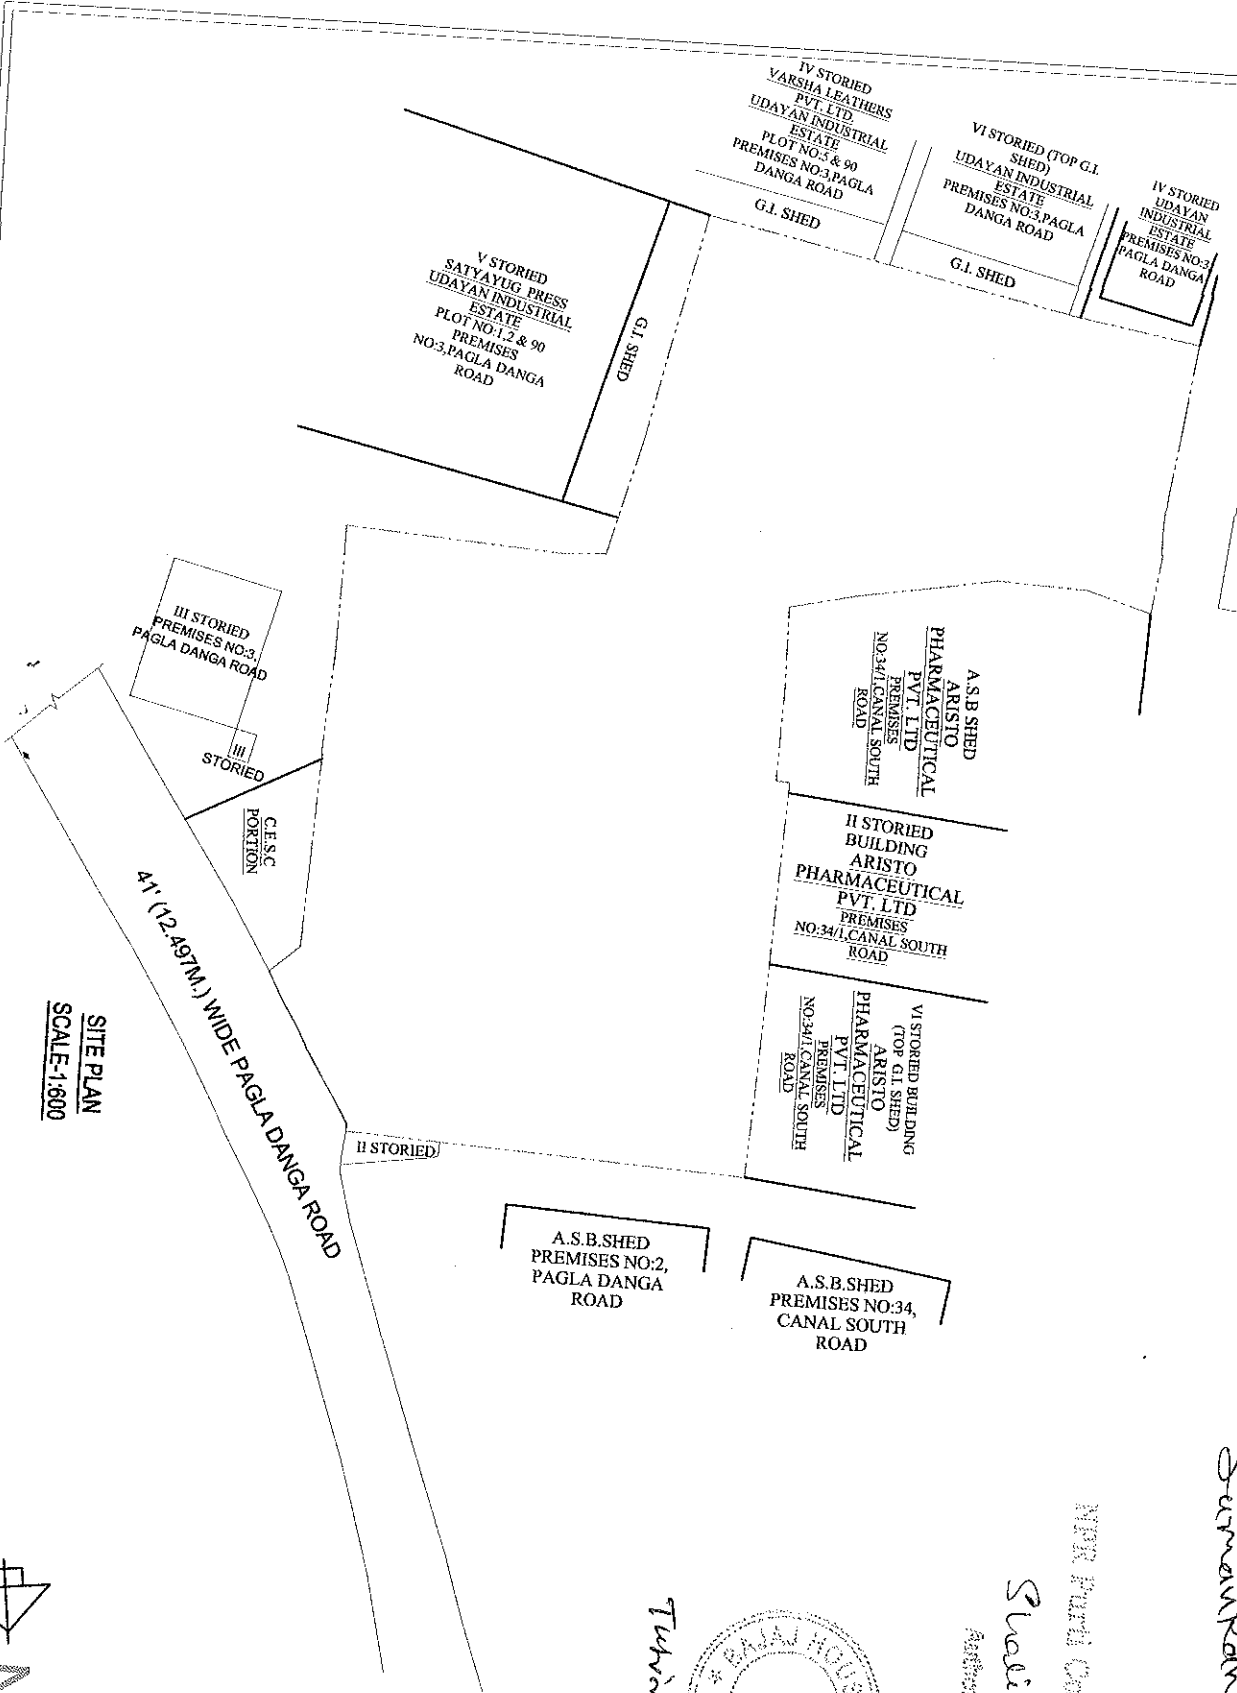 IV STORIED
VARSHA LEATHERS
PVT. LTD.
UDAYAN INDUSTRIAL
ESTATE
PLOT NO:5 & 90
PREMISES NO:3,PAGLA
DANGA ROAD
G.I. SHED
VI STORIED (TOP G.I.
SHED)
UDAYAN INDUSTRIAL
ESTATE
PREMISES NO:3,PAGLA
DANGA ROAD
G.I. SHED
IV STORIED
UDAYAN
INDUSTRIAL
ESTATE
PREMISES NO:3,
PAGLA DANGA
ROAD
V STORIED
SATYAYUG PRESS
UDAYAN INDUSTRIAL
ESTATE
PLOT NO:1,2 & 90
PREMISES
NO:3,PAGLA DANGA
ROAD
G.I. SHED
III STORIED
PREMISES NO:3,
PAGLA DANGA ROAD
III
STORIED
C.E.S.C
PORTION
A.S.B SHED
ARISTO
PHARMACEUTICAL
PVT. LTD
PREMISES
NO:34/1,CANAL SOUTH
ROAD
II STORIED
BUILDING
ARISTO
PHARMACEUTICAL
PVT. LTD
PREMISES
NO:34/1,CANAL SOUTH
ROAD
VI STORIED BUILDING
(TOP G.I. SHED)
ARISTO
PHARMACEUTICAL
PVT. LTD
PREMISES
NO:34/1,CANAL SOUTH
ROAD
41' (12.497M.) WIDE PAGLA DANGA ROAD
II STORIED
A.S.B.SHED
PREMISES NO:2,
PAGLA DANGA
ROAD
A.S.B.SHED
PREMISES NO:34,
CANAL SOUTH
ROAD
SITE PLAN
SCALE-1:600
* BAJAJ HOU